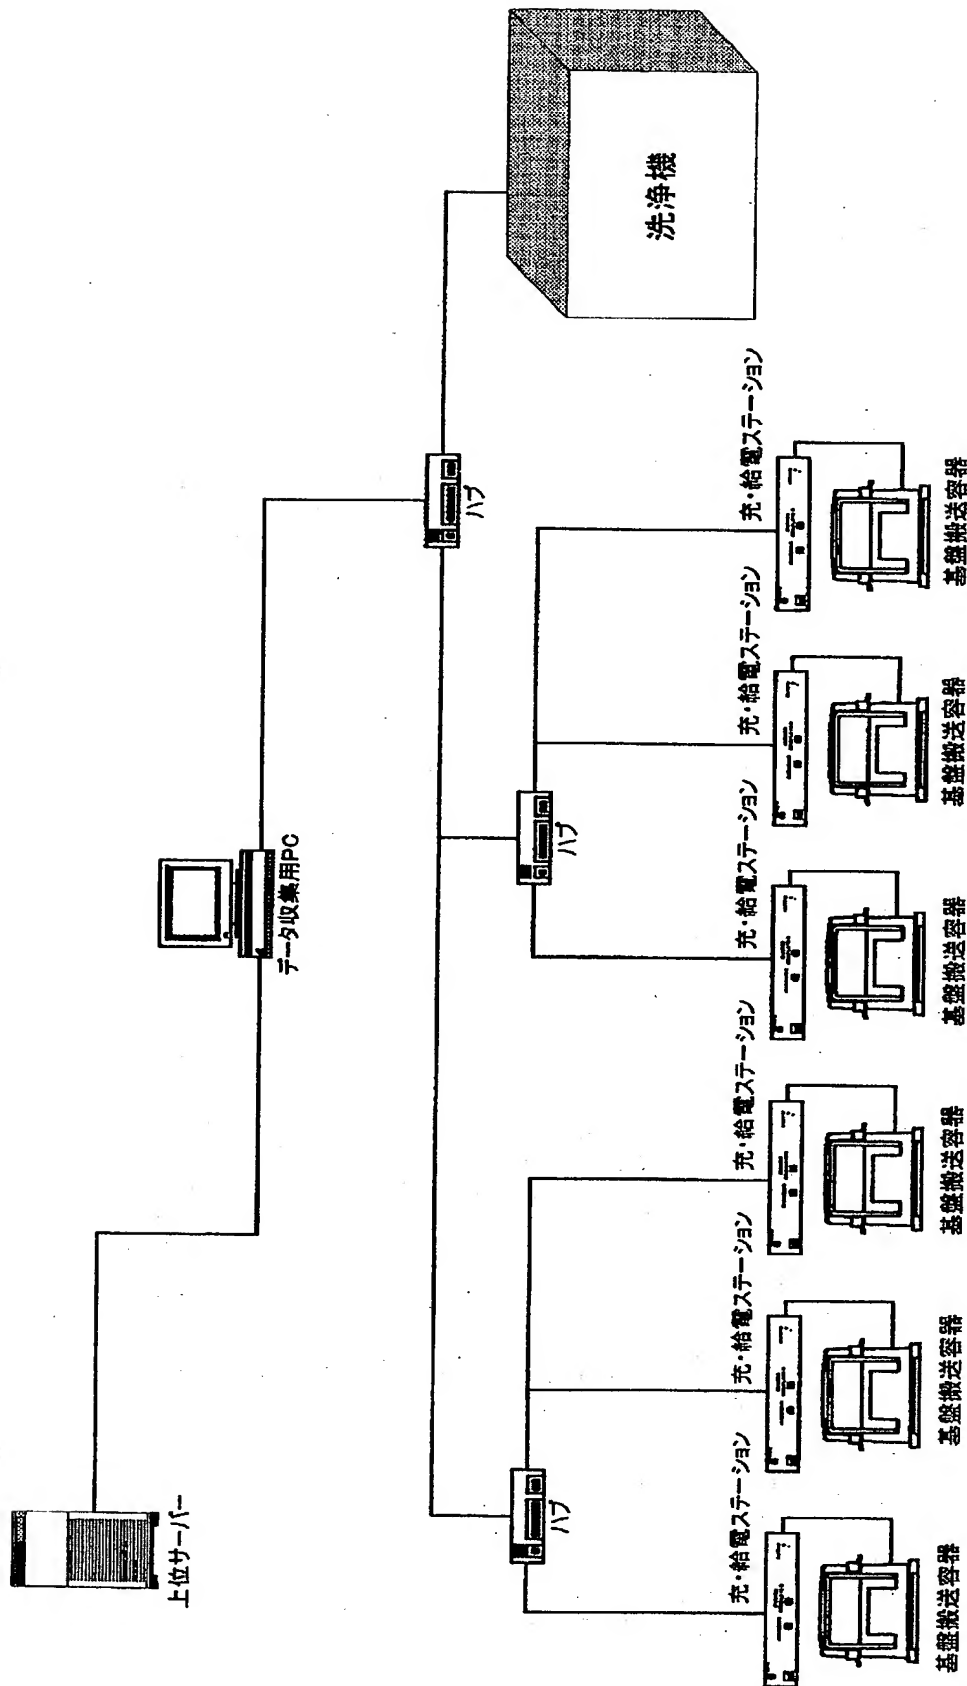 上位サーバー
データ収集用PC
ハブ
洗浄機
ハブ
ハブ
充・給電ステーション
充・給電ステーション
充・給電ステーション
充・給電ステーション
充・給電ステーション
充・給電ステーション
基盤搬送容器
基盤搬送容器
基盤搬送容器
基盤搬送容器
基盤搬送容器
基盤搬送容器